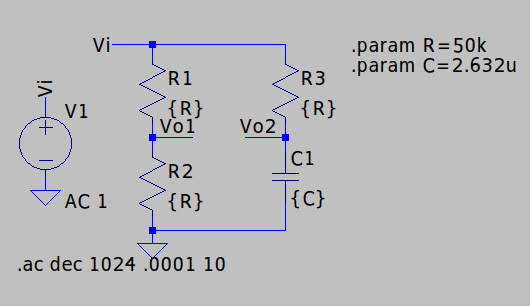 Vi
R1
R3
.param R=50k
.param C=2.632u
Vi
V1
{R}
{R}
Vo1
Vo2
R2
C1
AC 1
{R}
{C}
.ac dec 1024 .0001 10